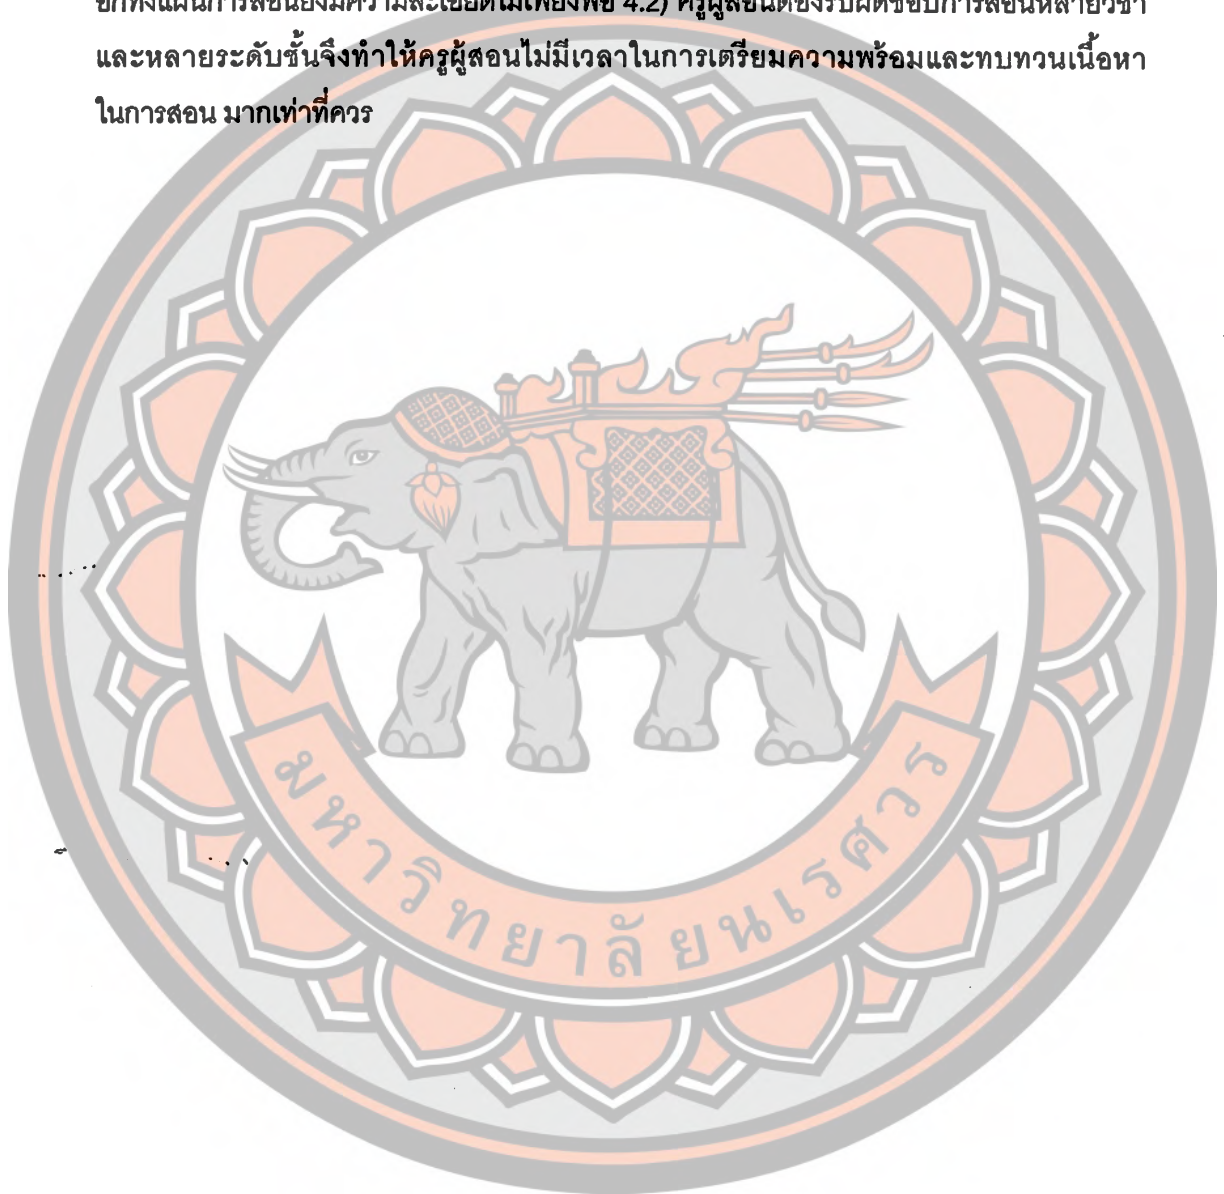 อีกทั้งแผนการสอนยังมีความละเอียดไม่เพียงพอ 4.2) ครูผู้สอนต้องรับผิดชอบการสอนหลายวิชา
และหลายระดับชั้นจึงทำให้ครูผู้สอนไม่มีเวลาในการเตรียมความพร้อมและทบทวนเนื้อหา
ในการสอน มากเท่าที่ควร
มหาวิทยาลัยนเรศวร